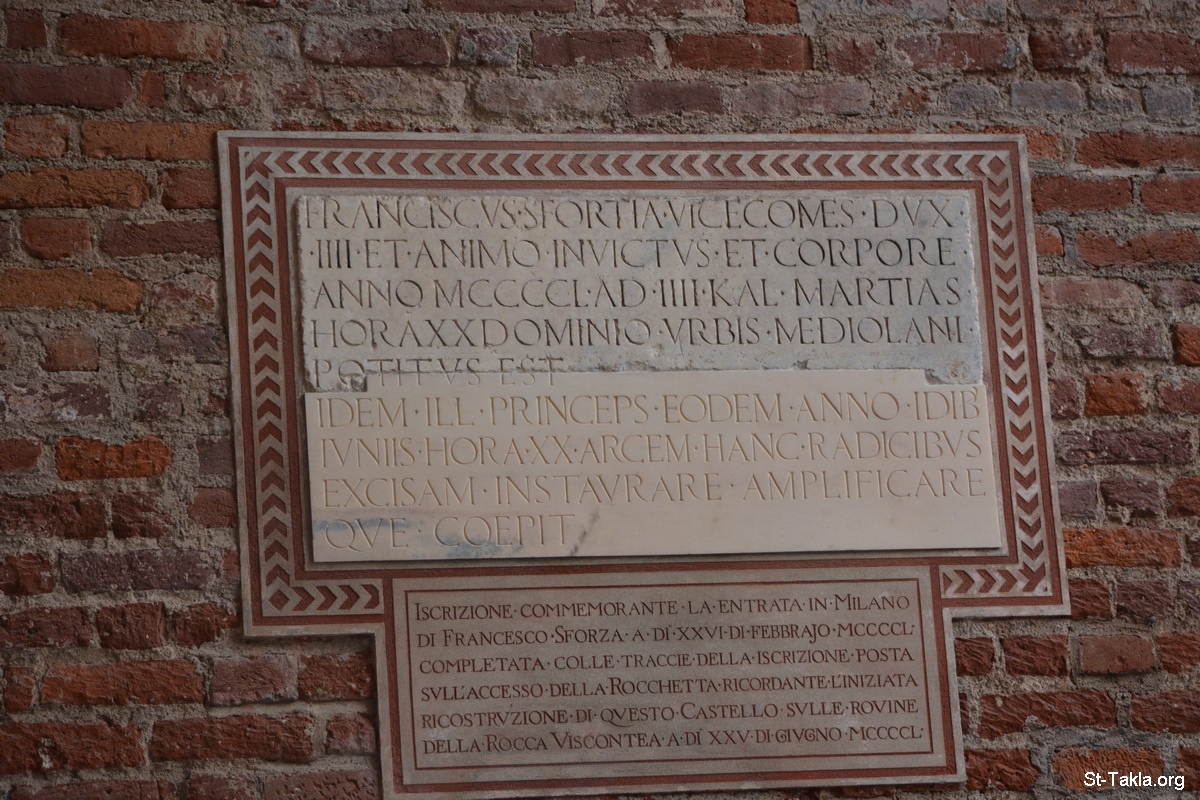 FRANCISCVS·SFORTIA·VICECOMES·DVX
·IIII·ET·ANIMO·INVICTVS·ET·CORPORE·
ANNO MCCCCL·AD·IIII·KAL·MARTIAS
HORA XX DOMINIO·VRBIS·MEDIOLANI·
POTITVS EST
IDEM·ILL·PRINCEPS·EODEM·ANNO·IDIB'
IVNIIS·HORA·XX·ARCEM·HANC·RADICIBVS
EXCISAM·INSTAVRARE·AMPLIFICARE
QVE·COEPIT
ISCRIZIONE·COMMEMORANTE·LA·ENTRATA·IN·MILANO
DI·FRANCESCO·SFORZA·A·DI'·XXVI·DI·FEBBRAJO·MCCCCL·
COMPLETATA·COLLE·TRACCIE·DELLA·ISCRIZIONE·POSTA
SVLL'ACCESSO·DELLA·ROCCHETTA·RICORDANTE·L'INIZIATA
RICOSTRVZIONE·DI·QVESTO·CASTELLO·SVLLE·ROVINE
DELLA·ROCCA·VISCONTEA·A·DI·XXV·DI·GIVGNO·MCCCCL·
St-Takla.org